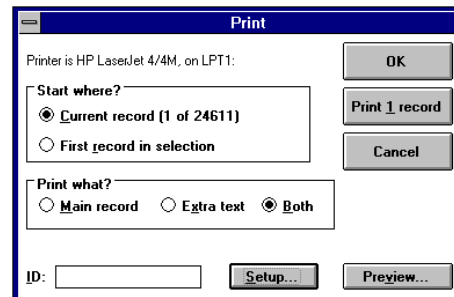 Print
Printer is HP LaserJet 4/4M, on LPT1:
OK
Start where?
Current record (1 of 24611)
Print 1 record
First record in selection
Cancel
Print what?
Main record Extra text Both
ID: Setup... Preview...